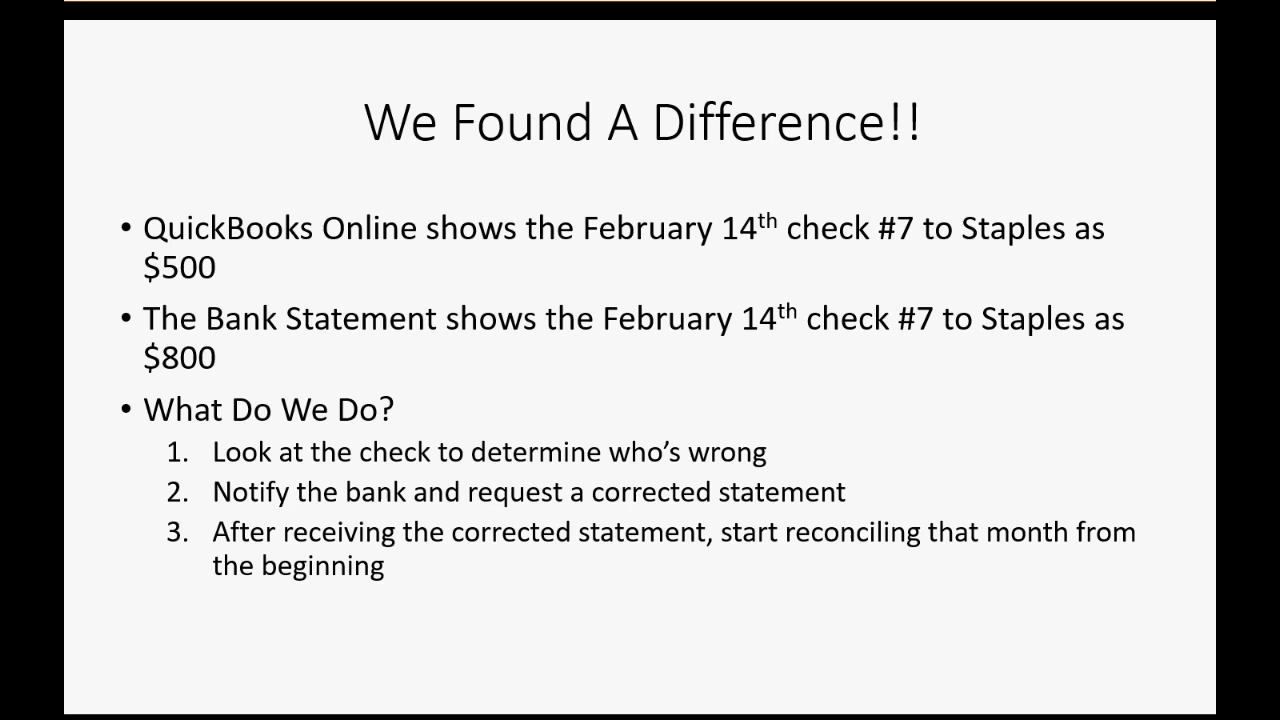 We Found A Difference!!
• QuickBooks Online shows the February 14th check #7 to Staples as
$500
• The Bank Statement shows the February 14th check #7 to Staples as
$800
• What Do We Do?
1. Look at the check to determine who’s wrong
2. Notify the bank and request a corrected statement
3. After receiving the corrected statement, start reconciling that month from
the beginning